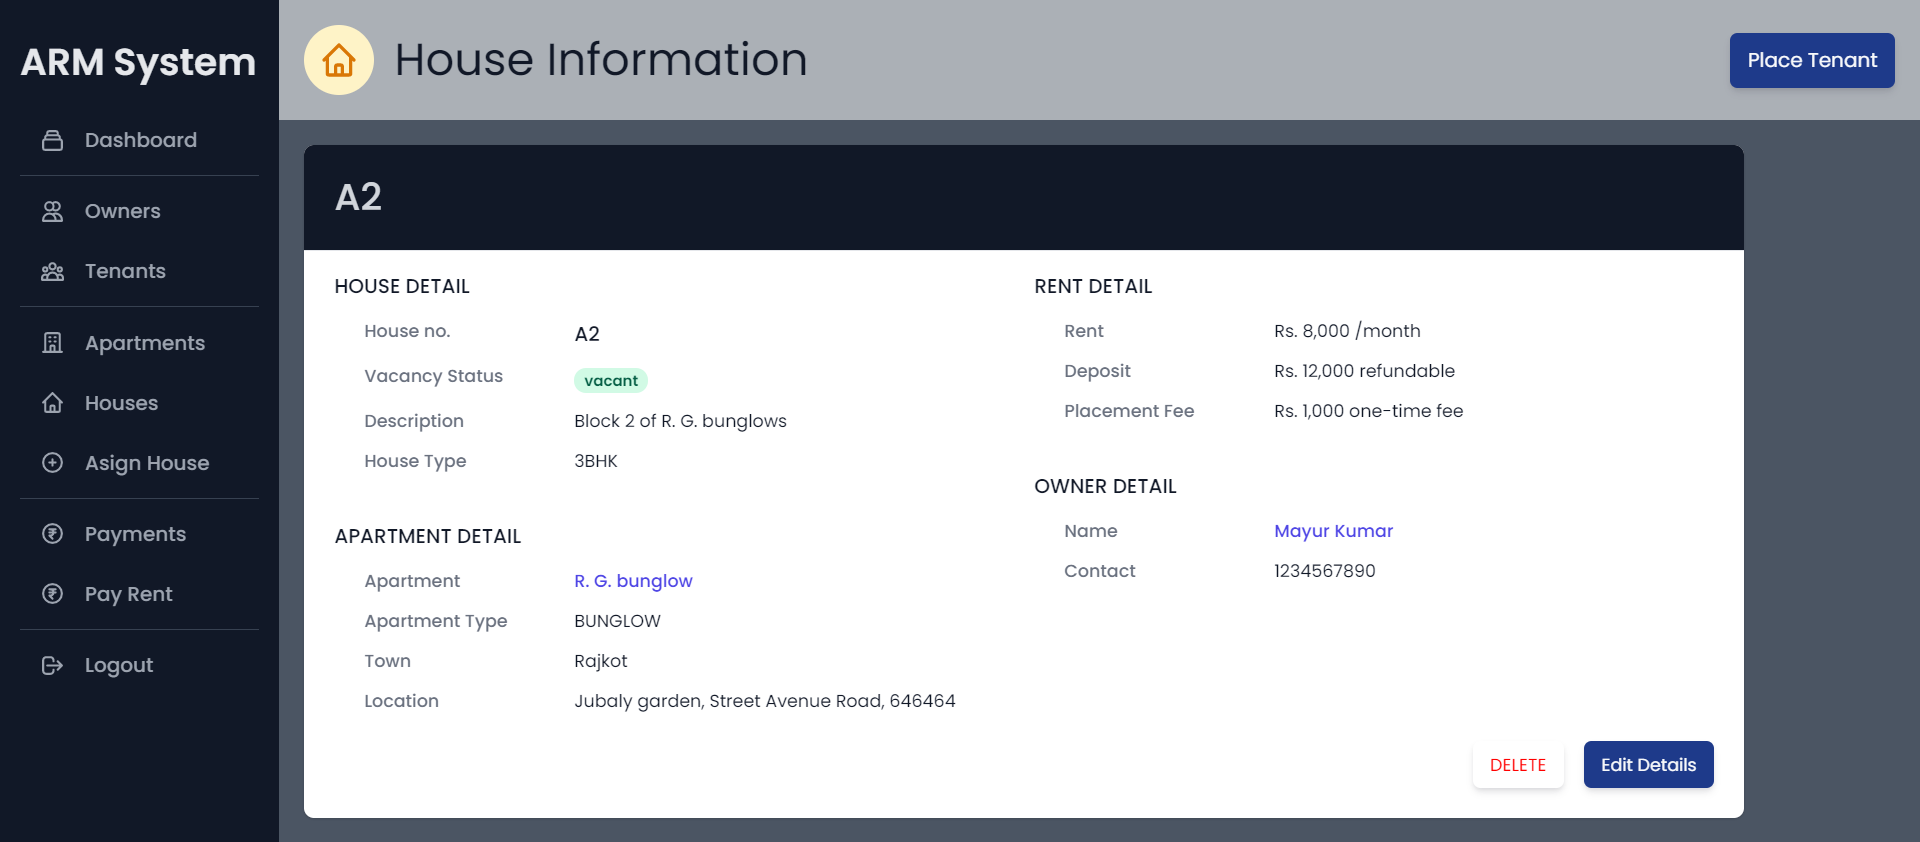 ARM System
Dashboard
Owners
Tenants
Apartments
Houses
Asign House
Payments
Pay Rent
Logout
House Information
Place Tenant
A2
HOUSE DETAIL
House no. A2
Vacancy Status vacant
Description Block 2 of R. G. bunglows
House Type 3BHK
APARTMENT DETAIL
Apartment R. G. bunglow
Apartment Type BUNGLOW
Town Rajkot
Location Jubaly garden, Street Avenue Road, 646464
RENT DETAIL
Rent Rs. 8,000 /month
Deposit Rs. 12,000 refundable
Placement Fee Rs. 1,000 one-time fee
OWNER DETAIL
Name Mayur Kumar
Contact 1234567890
DELETE
Edit Details